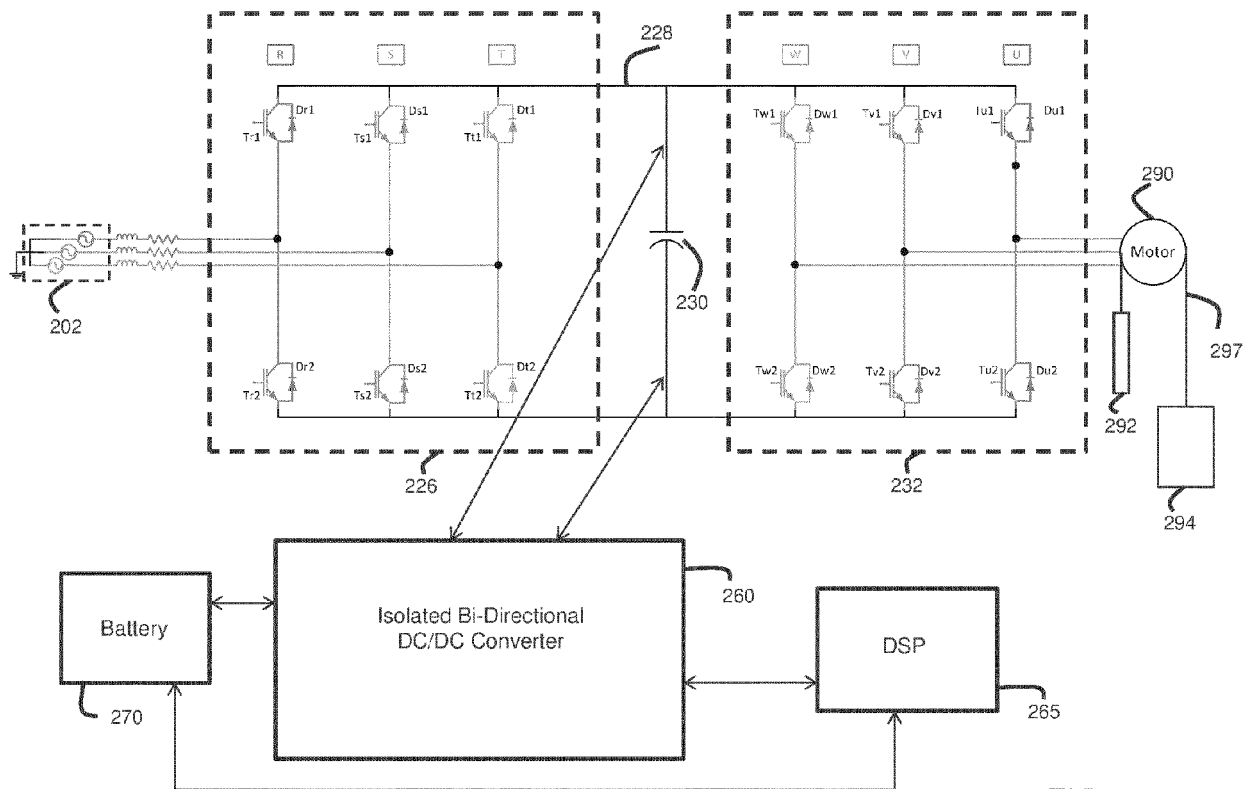 228
R S T
W V U
Dr1 Ds1 Dt1
Tr1 Ts1 Tt1
Tw1 Dw1 Tv1 Dv1 Tu1 Du1
290
Motor
202
230
297
Dr2 Ds2 Dt2
Tr2 Ts2 Tt2
Tw2 Dw2 Tv2 Dv2 Tu2 Du2
292
226
232
294
260
Battery
Isolated Bi-Directional
DC/DC Converter
DSP
270
265